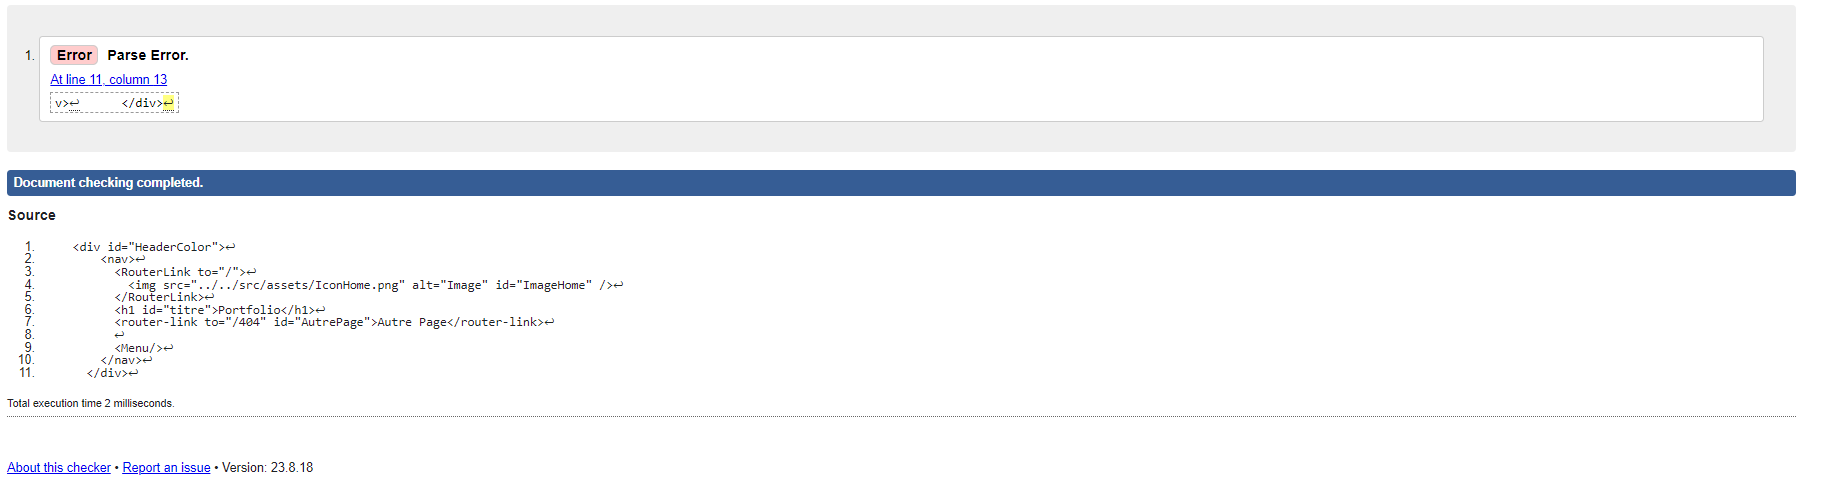 1. Error Parse Error.
At line 11, column 13
v>↩      </div>↩
Document checking completed.
Source
1. <div id="HeaderColor">↩
2. <nav>↩
3. <RouterLink to="/">↩
4. <img src="../../src/assets/IconHome.png" alt="Image" id="ImageHome" />↩
5. </RouterLink>↩
6. <h1 id="titre">Portfolio</h1>↩
7. <router-link to="/404" id="AutrePage">Autre Page</router-link>↩
8. ↩
9. <Menu/>↩
10. </nav>↩
11. </div>↩
Total execution time 2 milliseconds.
About this checker • Report an issue • Version: 23.8.18